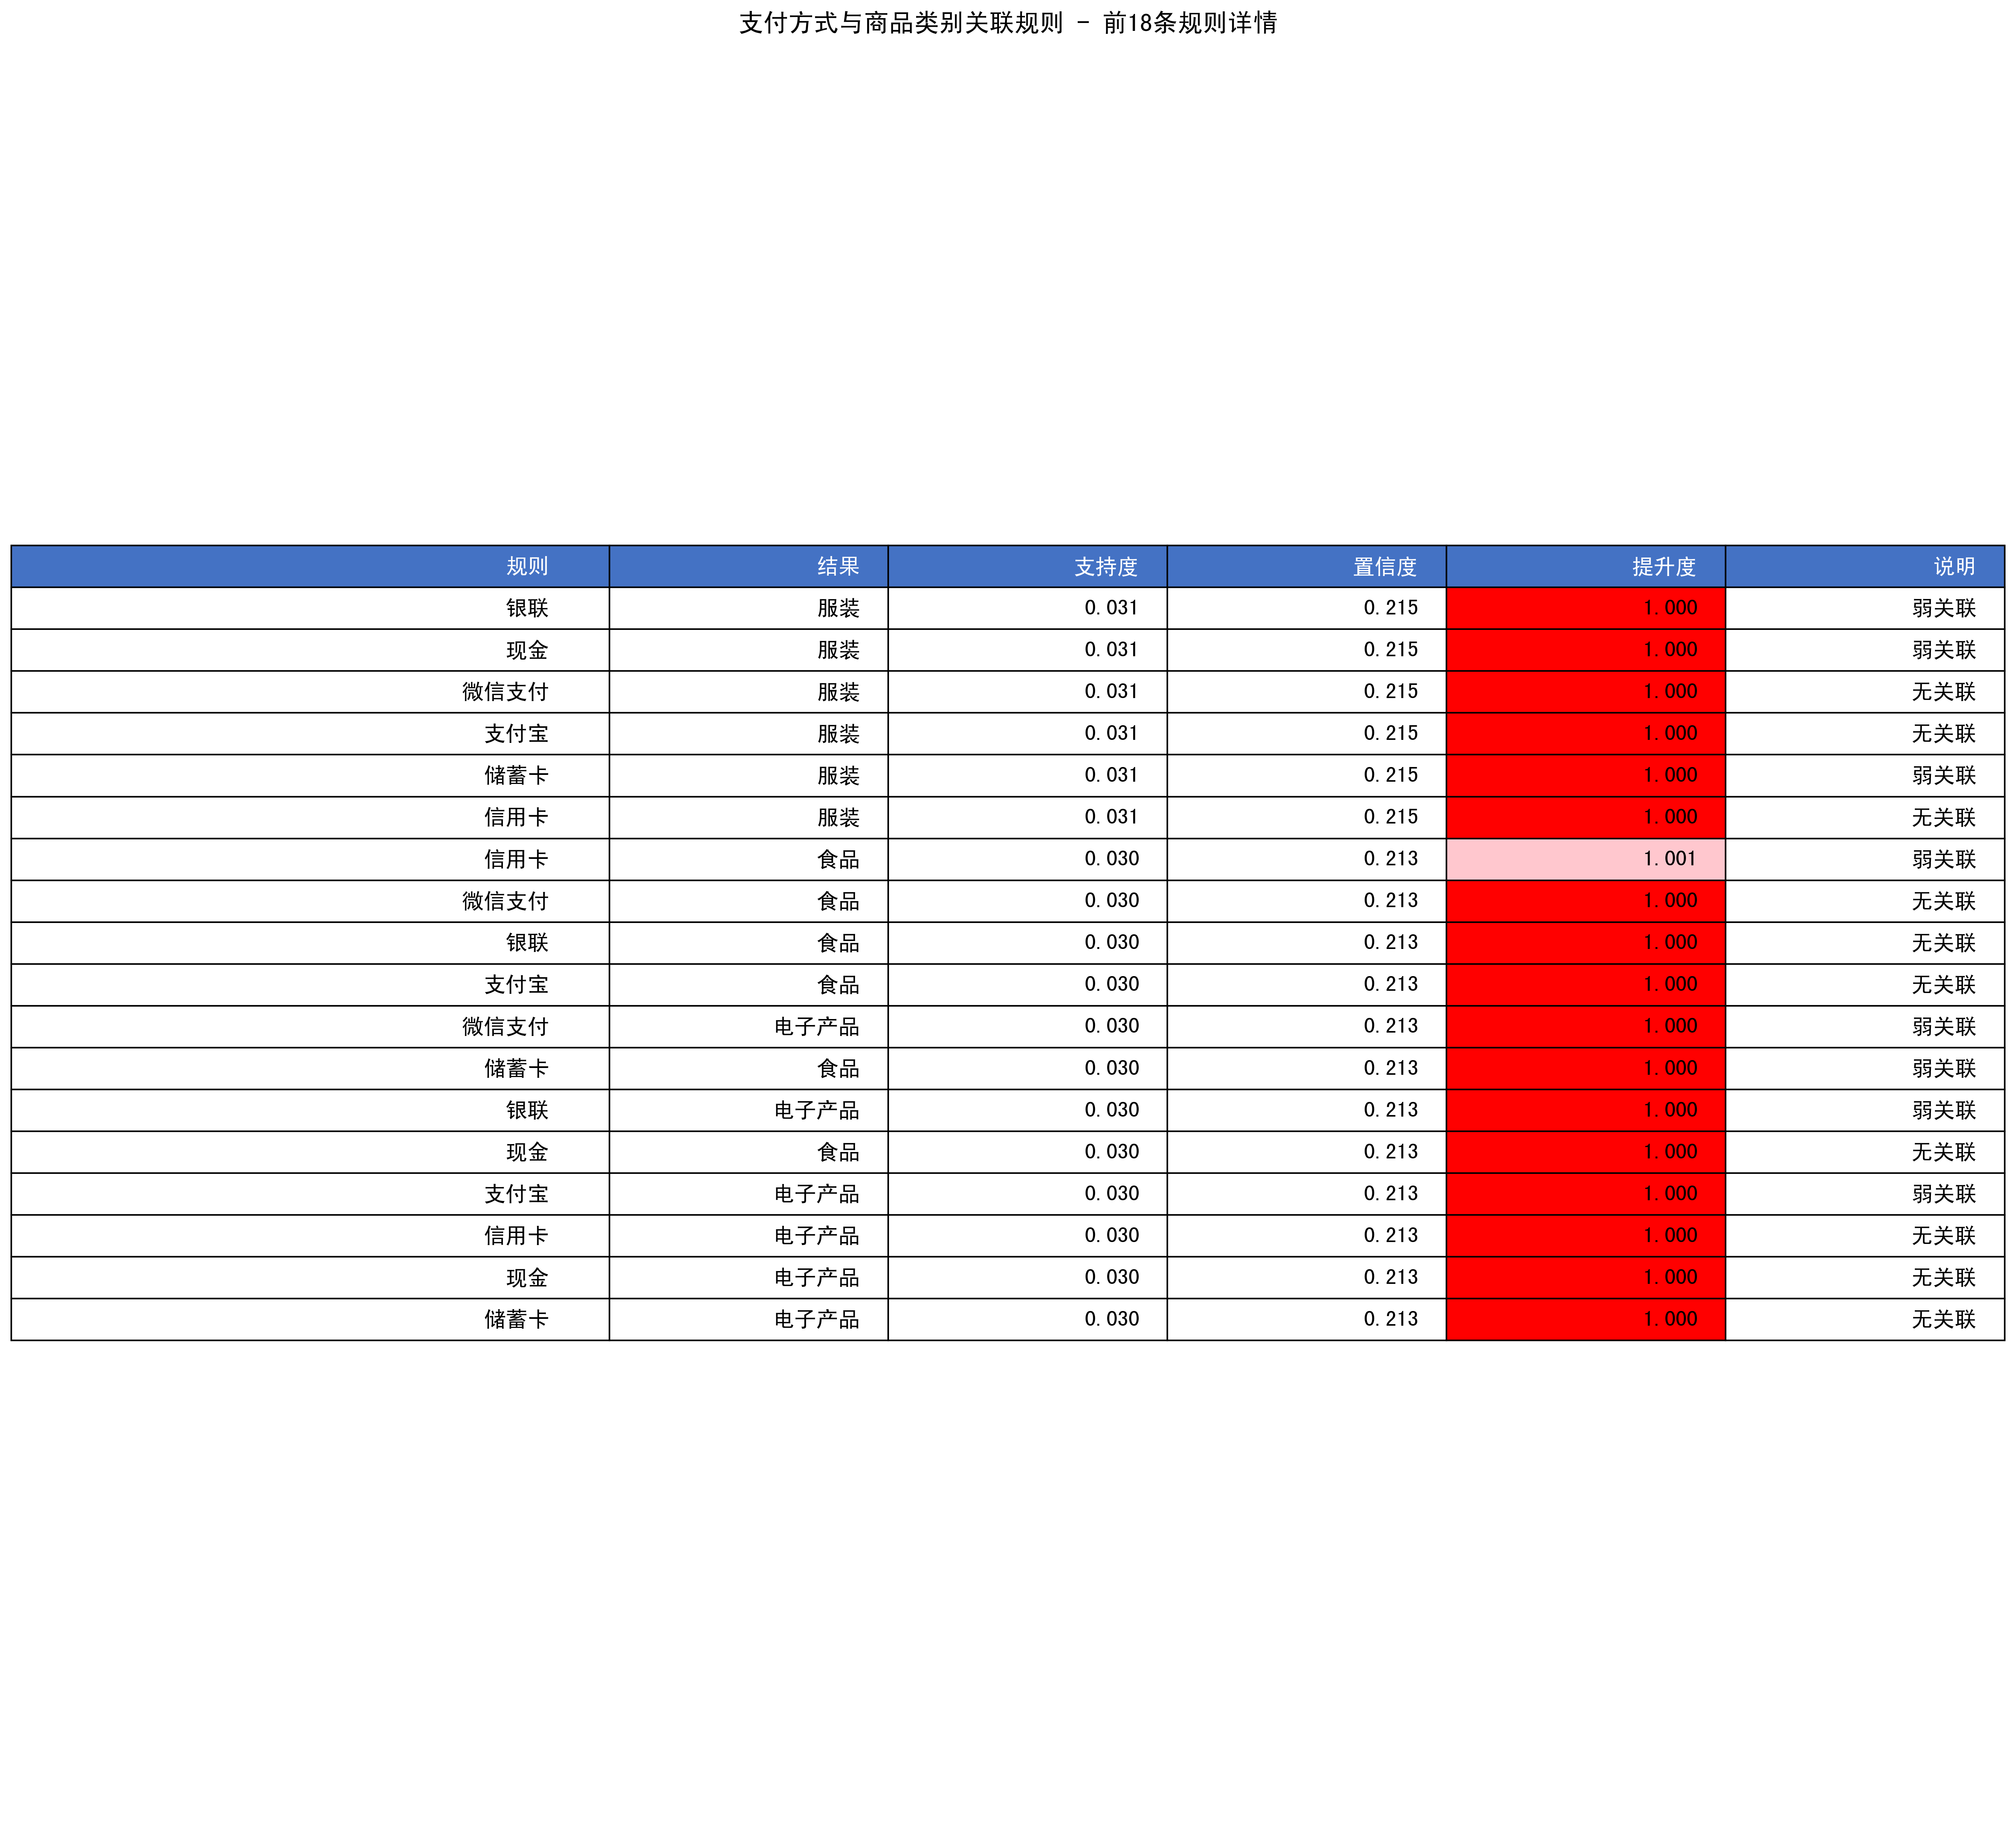 支付方式与商品类别关联规则 - 前18条规则详情
规则 结果 支持度 置信度 提升度 说明
银联 服装 0.031 0.215 1.000 弱关联
现金 服装 0.031 0.215 1.000 弱关联
微信支付 服装 0.031 0.215 1.000 无关联
支付宝 服装 0.031 0.215 1.000 无关联
储蓄卡 服装 0.031 0.215 1.000 弱关联
信用卡 服装 0.031 0.215 1.000 无关联
信用卡 食品 0.030 0.213 1.001 弱关联
微信支付 食品 0.030 0.213 1.000 无关联
银联 食品 0.030 0.213 1.000 无关联
支付宝 食品 0.030 0.213 1.000 无关联
微信支付 电子产品 0.030 0.213 1.000 弱关联
储蓄卡 食品 0.030 0.213 1.000 弱关联
银联 电子产品 0.030 0.213 1.000 弱关联
现金 食品 0.030 0.213 1.000 无关联
支付宝 电子产品 0.030 0.213 1.000 弱关联
信用卡 电子产品 0.030 0.213 1.000 无关联
现金 电子产品 0.030 0.213 1.000 无关联
储蓄卡 电子产品 0.030 0.213 1.000 无关联